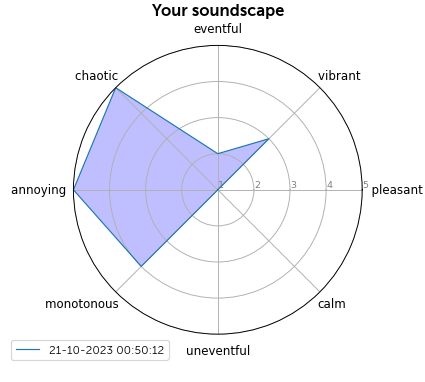 Your soundscape
eventful
chaotic
vibrant
annoying
1
2
3
4
5
pleasant
monotonous
calm
uneventful
21-10-2023 00:50:12